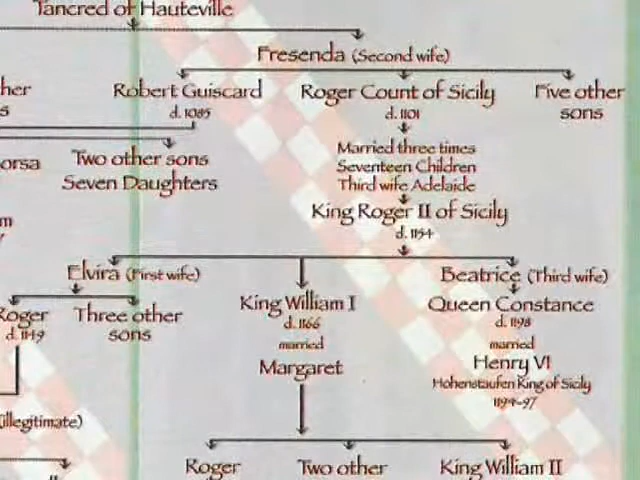 Tancred of Hauteville
Fresenda (Second wife)
her Robert Guiscard Roger Count of Sicily Five other
s d. 1085 d. 1101 sons
Married three times
orsa Two other sons Seventeen Children
Seven Daughters Third wife Adelaide
King Roger II of Sicily
m d. 1154
Elvira (First wife) Beatrice (Third wife)
Roger Three other King William I Queen Constance
d. 1149 sons d. 1166 d. 1198
married married
Margaret Henry VI
Hohenstaufen King of Sicily
1194-97
(illegitimate)
Roger Two other King William II